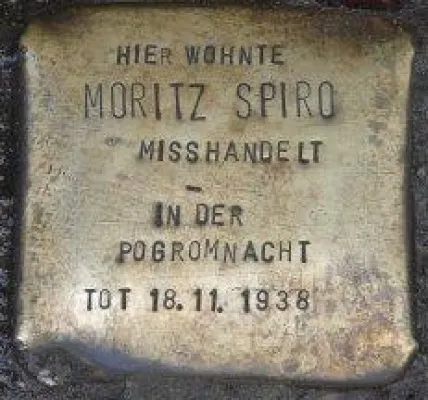 HIER WOHNTE
MORITZ SPIRO
MISSHANDELT
-
IN DER
POGROMNACHT
TOT 18.11.1938